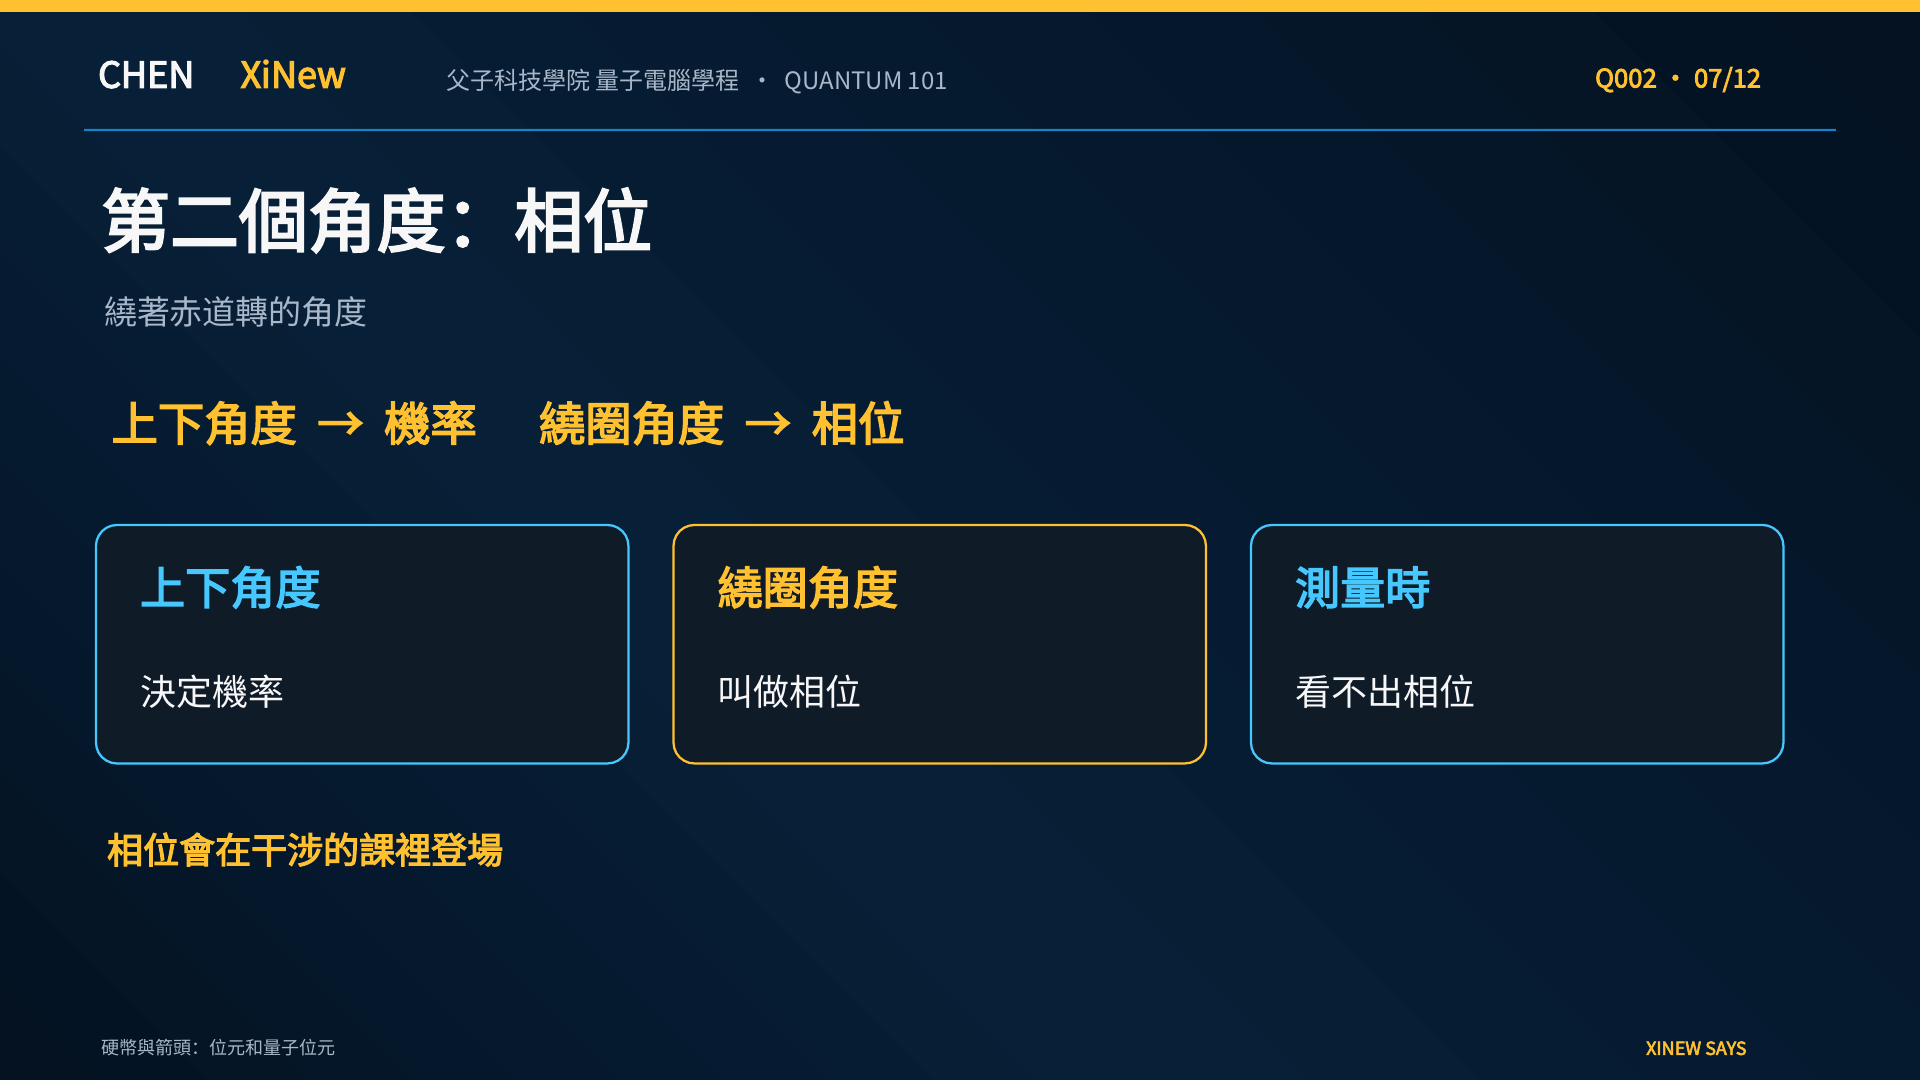 CHEN XiNew 父子科技學院 量子電腦學程 • QUANTUM 101 Q002 • 07/12
第二個角度：相位
繞著赤道轉的角度
上下角度 → 機率 繞圈角度 → 相位
上下角度
決定機率
繞圈角度
叫做相位
測量時
看不出相位
相位會在干涉的課裡登場
硬幣與箭頭：位元和量子位元 XINEW SAYS